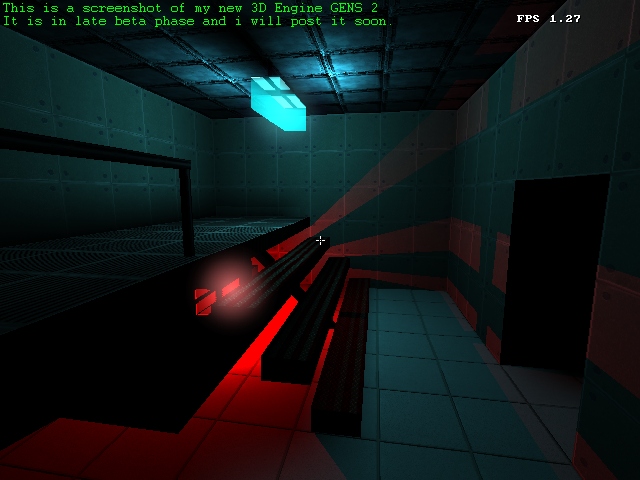 This is a screenshot of my new 3D Engine GENS 2
It is in late beta phase and i will post it soon.
FPS 1.27